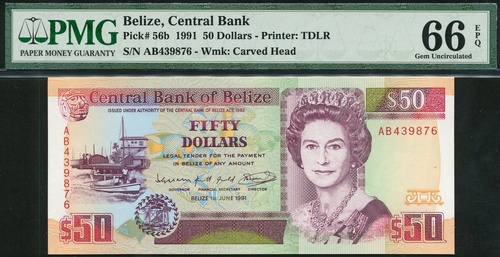 PMG
PAPER MONEY GUARANTY
Belize, Central Bank
Pick# 56b 1991 50 Dollars - Printer: TDLR
S/N AB439876 - Wmk: Carved Head
66 EPQ
Gem Uncirculated
Central Bank of Belize
ISSUED UNDER AUTHORITY OF THE CENTRAL BANK OF BELIZE ACT 1982
$50
AB439876
AB439876
FIFTY
DOLLARS
LEGAL TENDER FOR THE PAYMENT
IN BELIZE OF ANY AMOUNT
GOVERNOR FINANCIAL SECRETARY DIRECTOR
BELIZE 1st JUNE 1991
$50
$50